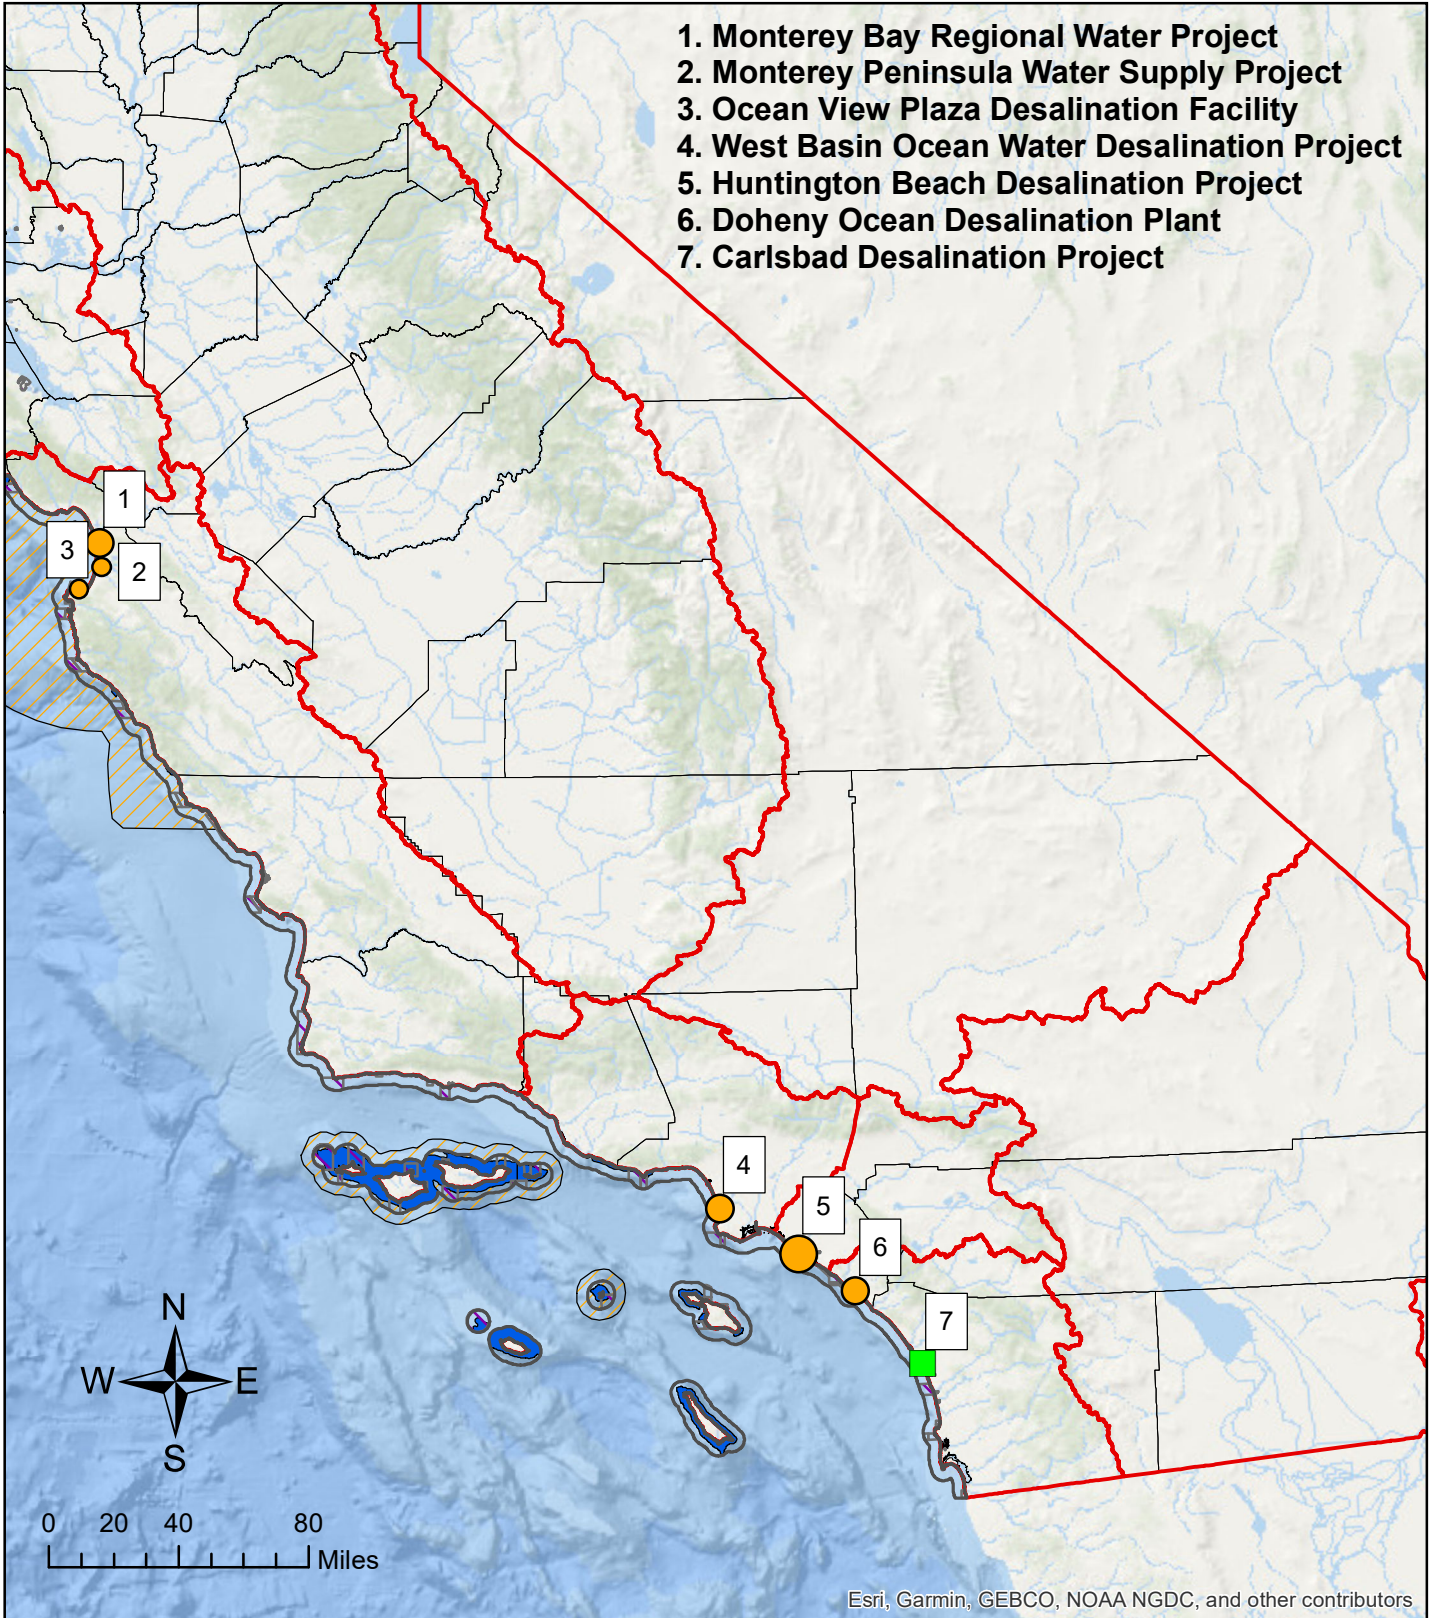 1. Monterey Bay Regional Water Project
2. Monterey Peninsula Water Supply Project
3. Ocean View Plaza Desalination Facility
4. West Basin Ocean Water Desalination Project
5. Huntington Beach Desalination Project
6. Doheny Ocean Desalination Plant
7. Carlsbad Desalination Project
1
3
2
4
5
6
7
N
W E
S
0 20 40 80
Miles
Esri, Garmin, GEBCO, NOAA NGDC, and other contributors